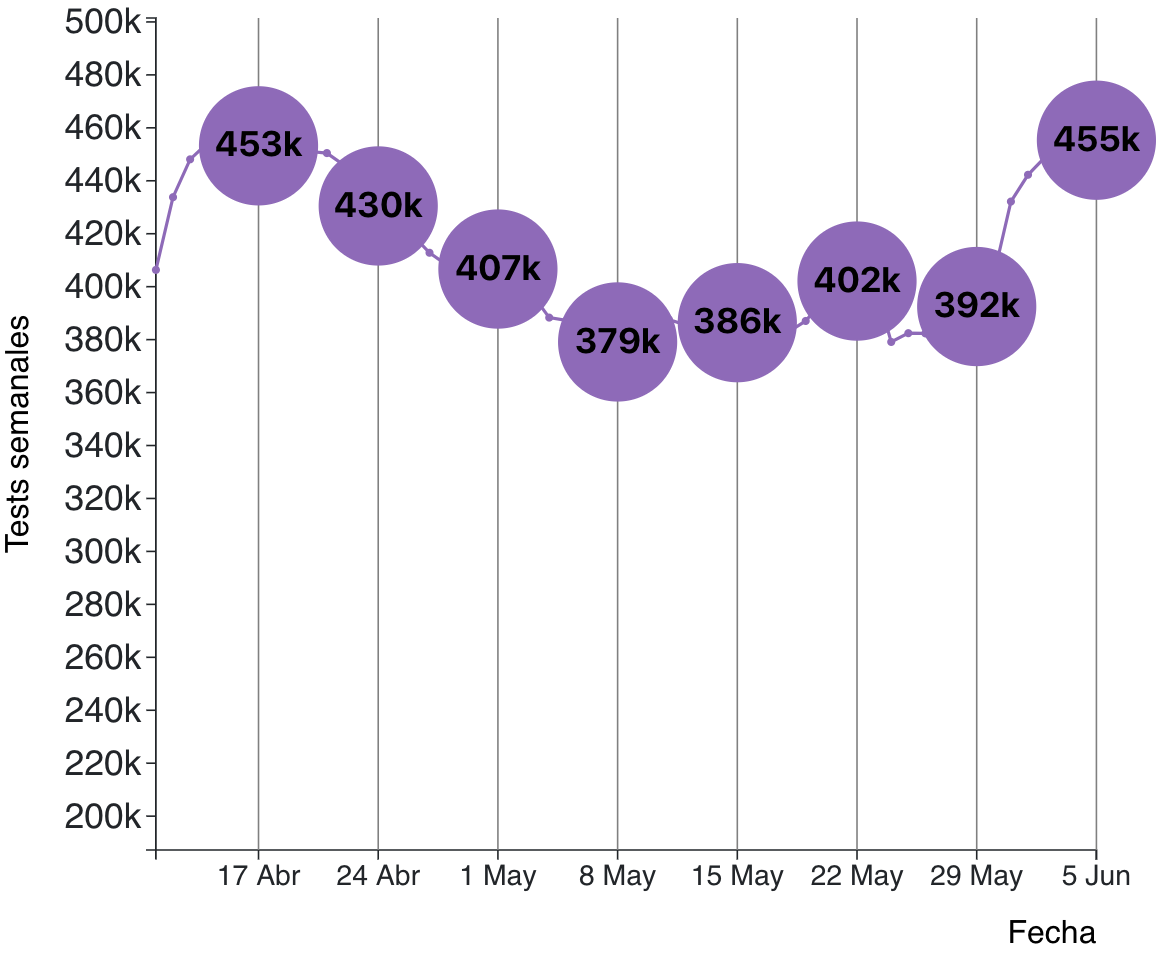 500k
480k
460k
440k
420k
400k
380k
360k
340k
320k
300k
280k
260k
240k
220k
200k
Tests semanales
453k
430k
407k
379k
386k
402k
392k
455k
17 Abr
24 Abr
1 May
8 May
15 May
22 May
29 May
5 Jun
Fecha